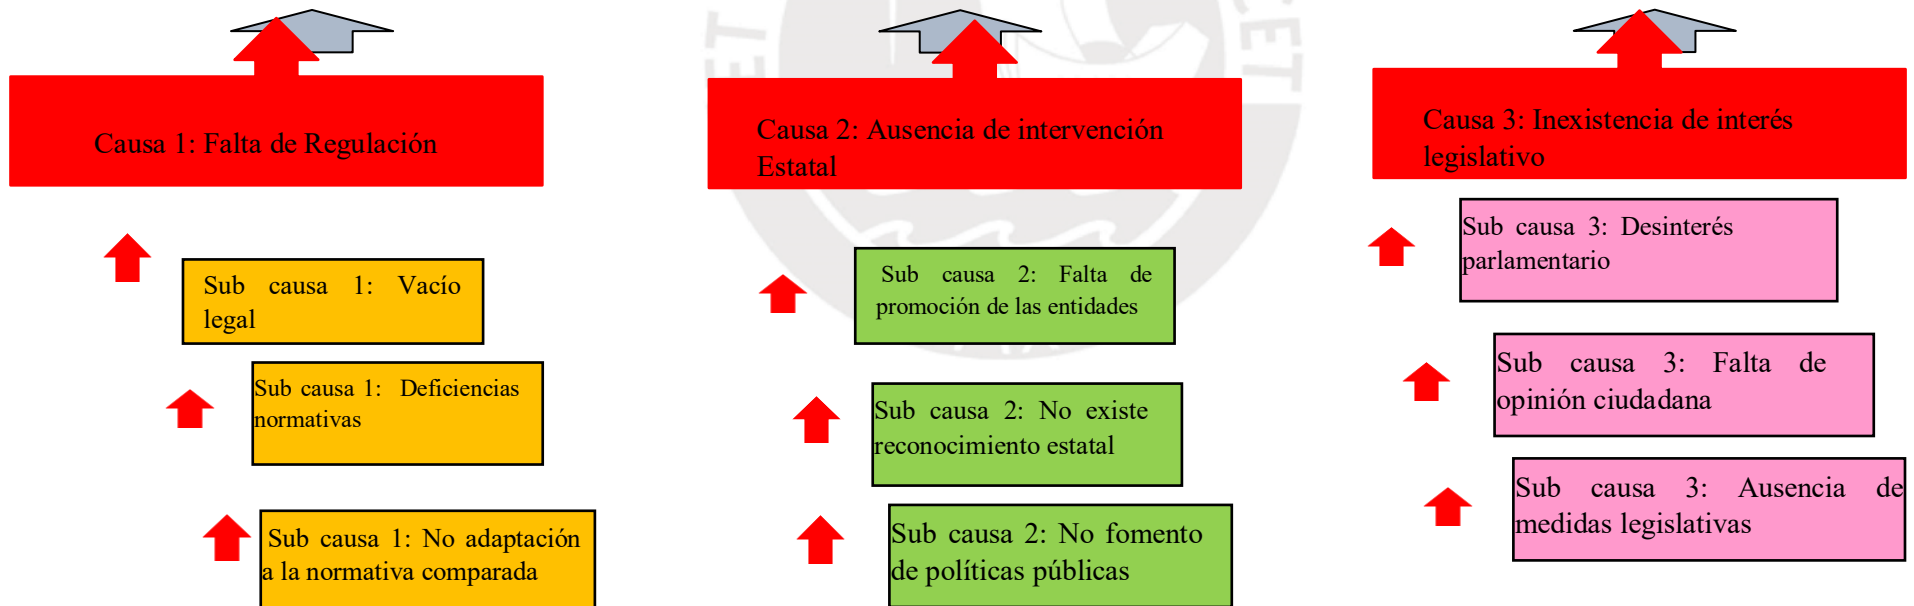 Causa 1: Falta de Regulación
Sub causa 1: Vacío
legal
Sub causa 1: Deficiencias
normativas
Sub causa 1: No adaptación
a la normativa comparada
Causa 2: Ausencia de intervención
Estatal
Sub causa 2: Falta de
promoción de las entidades
Sub causa 2: No existe
reconocimiento estatal
Sub causa 2: No fomento
de políticas públicas
Causa 3: Inexistencia de interés
legislativo
Sub causa 3: Desinterés
parlamentario
Sub causa 3: Falta de
opinión ciudadana
Sub causa 3: Ausencia de
medidas legislativas